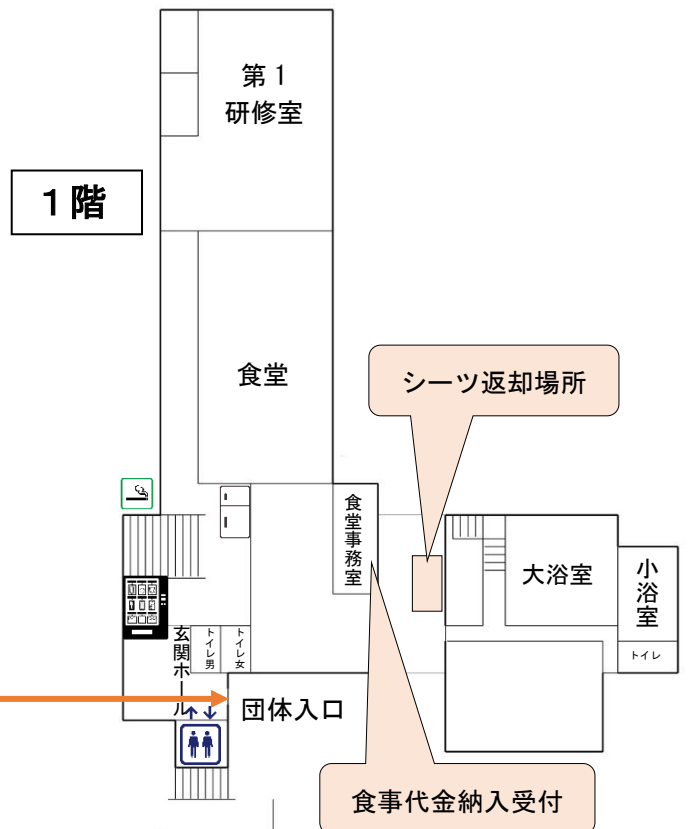 第1
研修室
1階
食堂
シーツ返却場所
食堂事務室
大浴室
小浴室
トイレ
トイレ男
トイレ女
玄関ホール
団体入口
食事代金納入受付